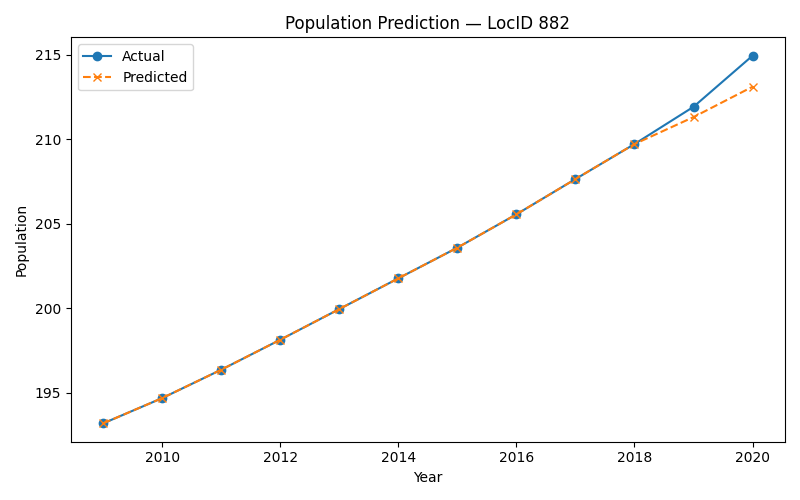 Population Prediction — LocID 882
Actual
Predicted
215
210
205
200
195
Population
2010
2012
2014
2016
2018
2020
Year